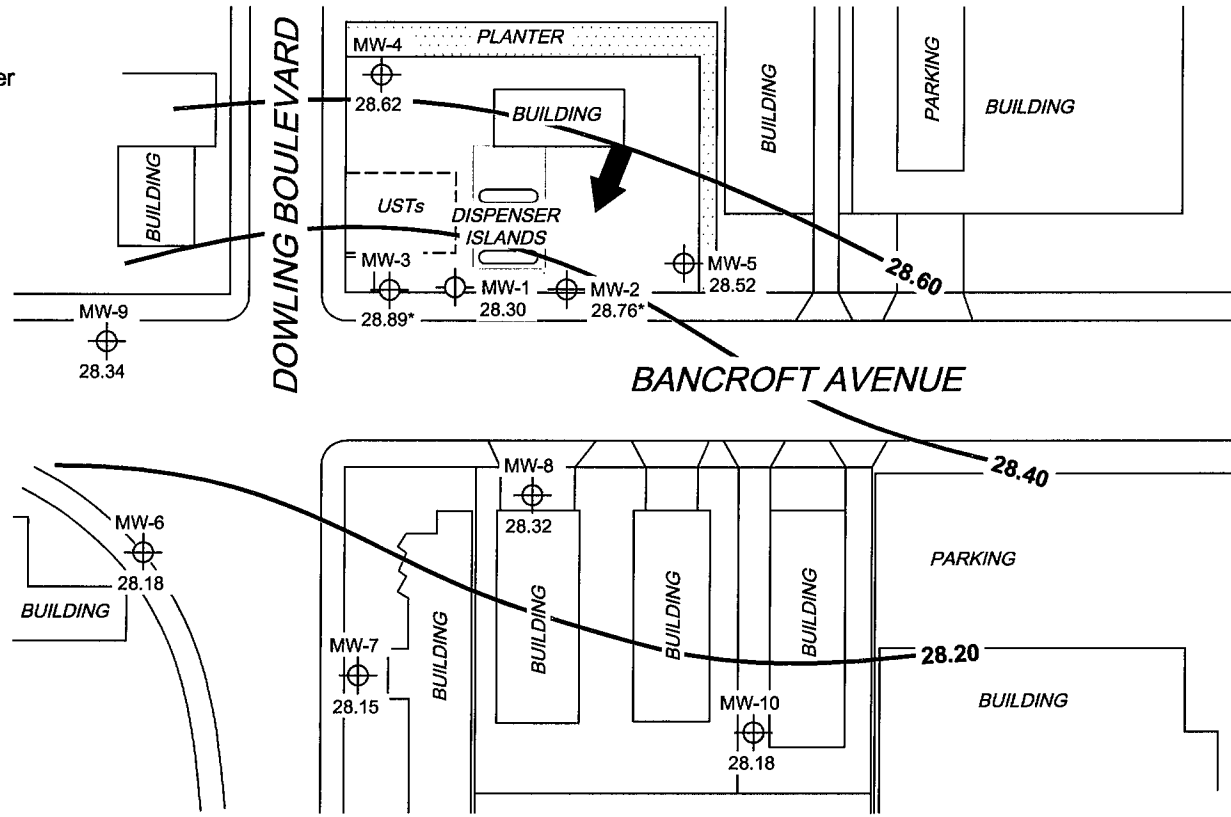 er
MW-4
28.62
PLANTER
BUILDING
BUILDING
PARKING
BUILDING
BUILDING
DOWLING BOULEVARD
USTs
DISPENSER
ISLANDS
MW-3
28.89*
MW-1
28.30
MW-2
28.76*
MW-5
28.52
28.60
MW-9
28.34
BANCROFT AVENUE
28.40
MW-8
28.32
MW-6
28.18
BUILDING
MW-7
28.15
BUILDING
BUILDING
BUILDING
BUILDING
PARKING
28.20
BUILDING
MW-10
28.18